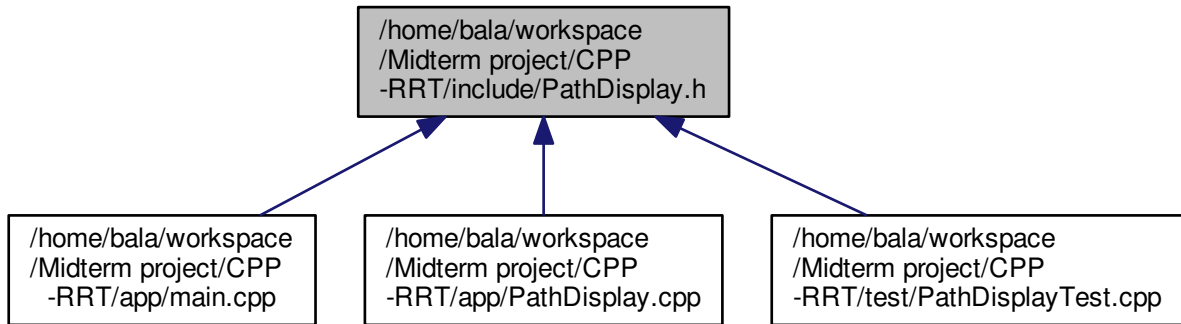 /home/bala/workspace
/Midterm project/CPP
-RRT/include/PathDisplay.h
/home/bala/workspace
/Midterm project/CPP
-RRT/app/main.cpp
/home/bala/workspace
/Midterm project/CPP
-RRT/app/PathDisplay.cpp
/home/bala/workspace
/Midterm project/CPP
-RRT/test/PathDisplayTest.cpp